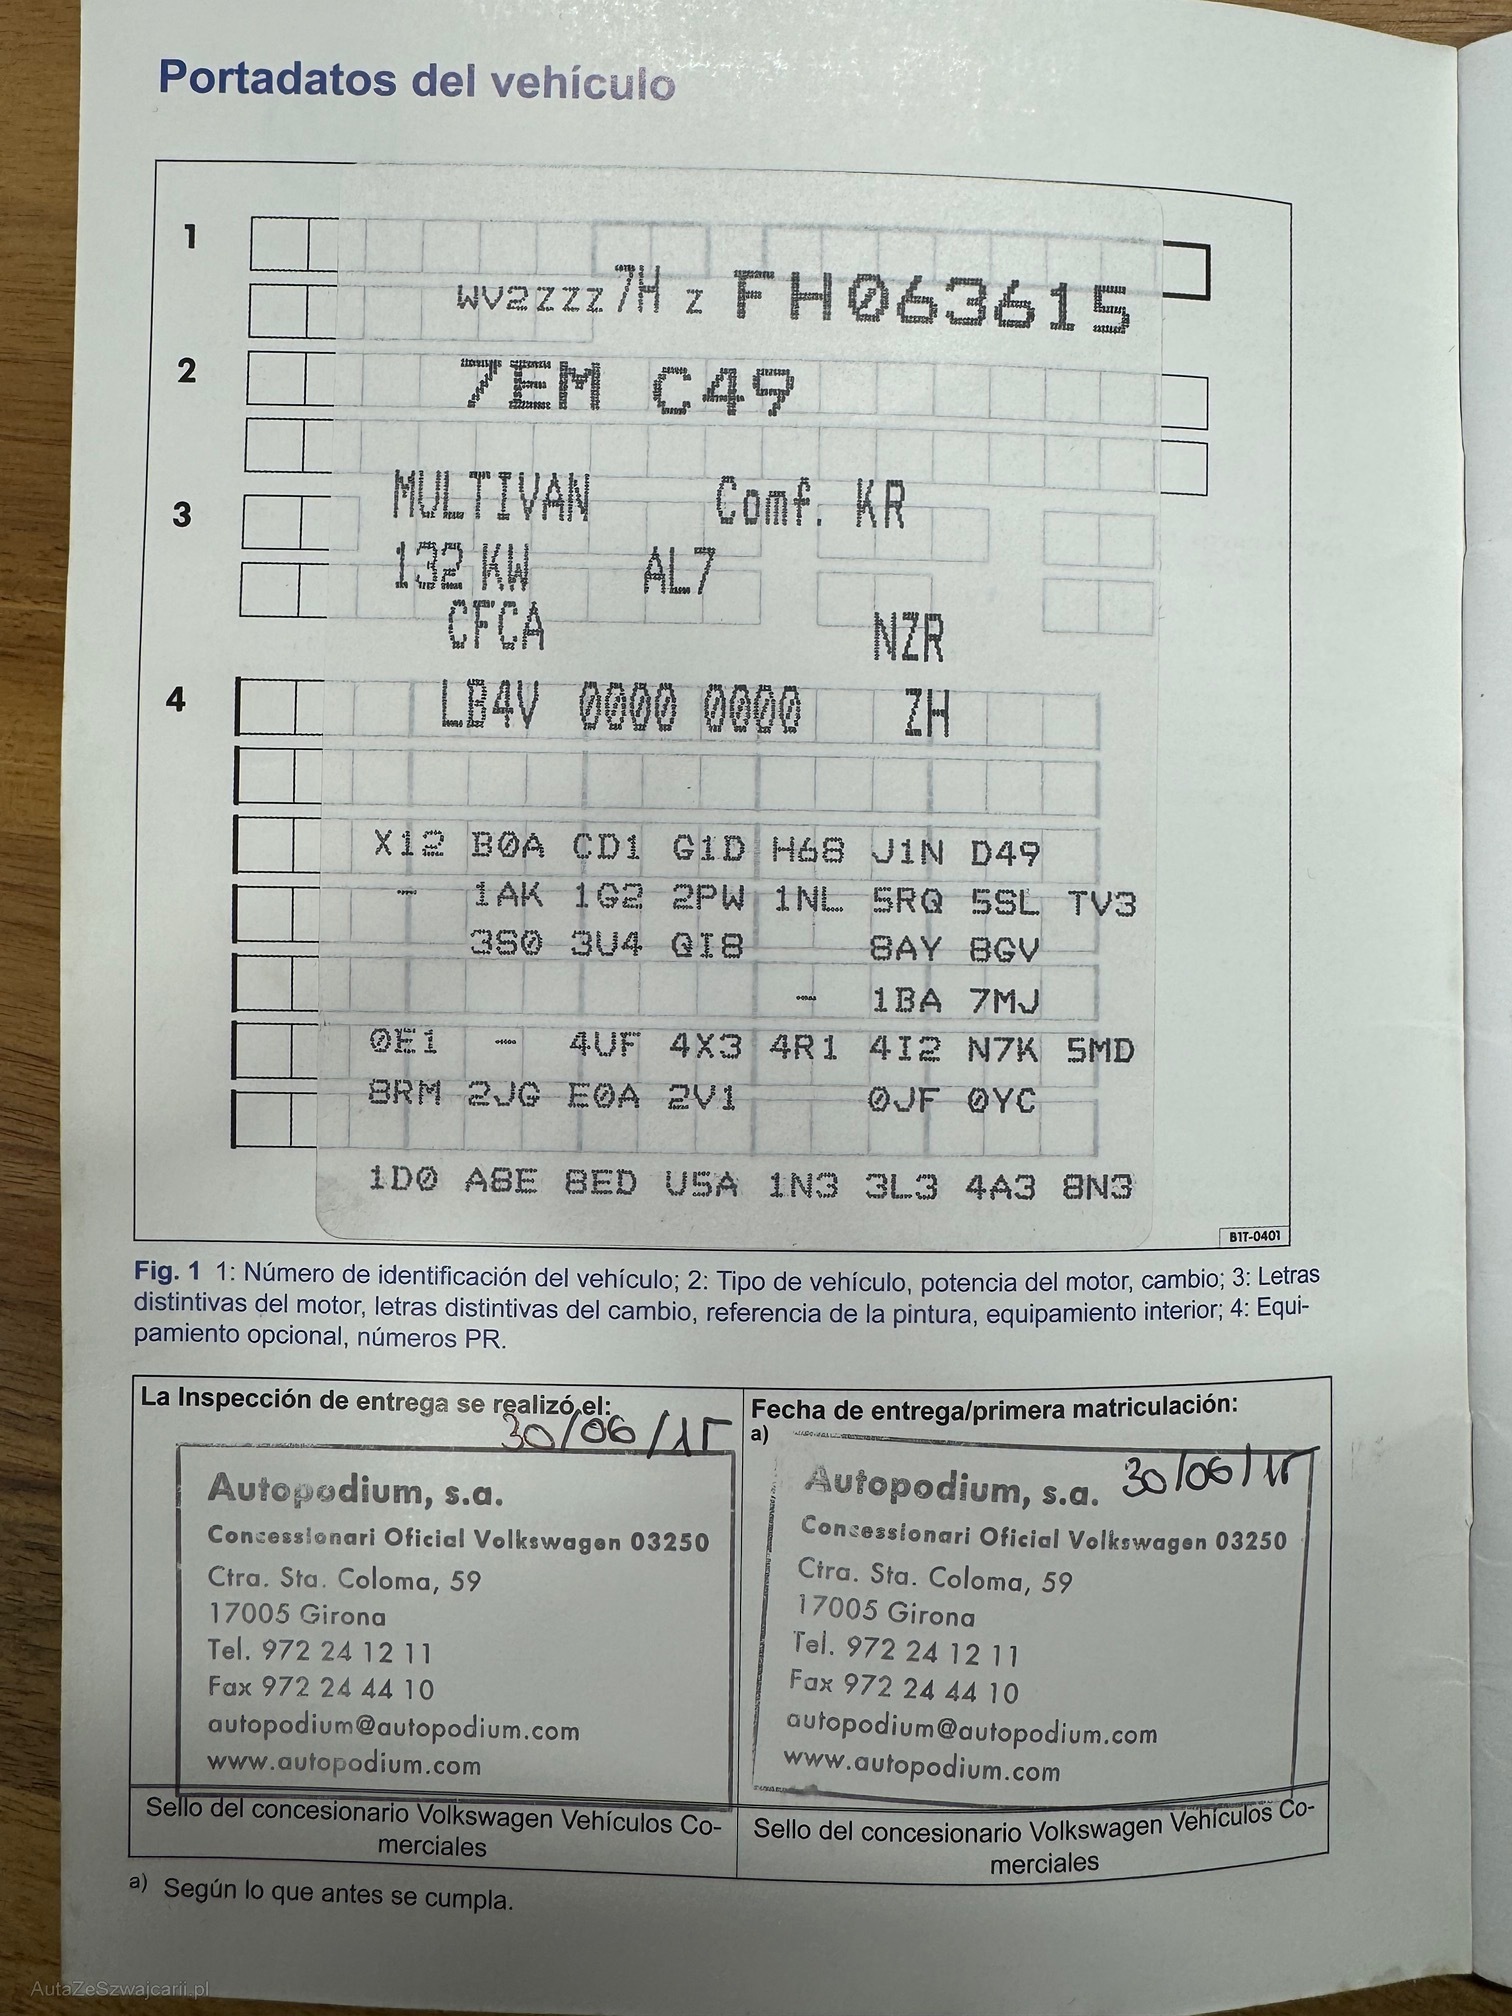 Portadatos del vehículo
1
WV2ZZZ7H Z FH063615
2
7EM C49
MULTIVAN Comf. KR
3
132 KW AL7
CFCA NZR
4
LB4V 0000 0000 ZH
X12 B0A CD1 G1D H68 J1N D49
- 1AK 1G2 2PW 1NL 5RQ 5SL TV3
3S0 3U4 QI8 8AY 8GV
- 1BA 7MJ
0E1 - 4UF 4X3 4R1 4I2 N7K 5MD
8RM 2JG E0A 2V1 0JF 0YC
1D0 A8E 8ED U5A 1N3 3L3 4A3 8N3
B1T-0401
Fig. 1 1: Número de identificación del vehículo; 2: Tipo de vehículo, potencia del motor, cambio; 3: Letras
distintivas del motor, letras distintivas del cambio, referencia de la pintura, equipamiento interior; 4: Equi-
pamiento opcional, números PR.
La Inspección de entrega se realizó el:
30/06/15
Autopodium, s.a.
Concessionari Oficial Volkswagen 03250
Ctra. Sta. Coloma, 59
17005 Girona
Tel. 972 24 12 11
Fax 972 24 44 10
autopodium@autopodium.com
www.autopodium.com
Sello del concesionario Volkswagen Vehículos Co-
merciales
Fecha de entrega/primera matriculación:
a)
30/06/15
Autopodium, s.a.
Concessionari Oficial Volkswagen 03250
Ctra. Sta. Coloma, 59
17005 Girona
Tel. 972 24 12 11
Fax 972 24 44 10
autopodium@autopodium.com
www.autopodium.com
Sello del concesionario Volkswagen Vehículos Co-
merciales
a) Según lo que antes se cumpla.
AutaZeSzwajcarii.pl